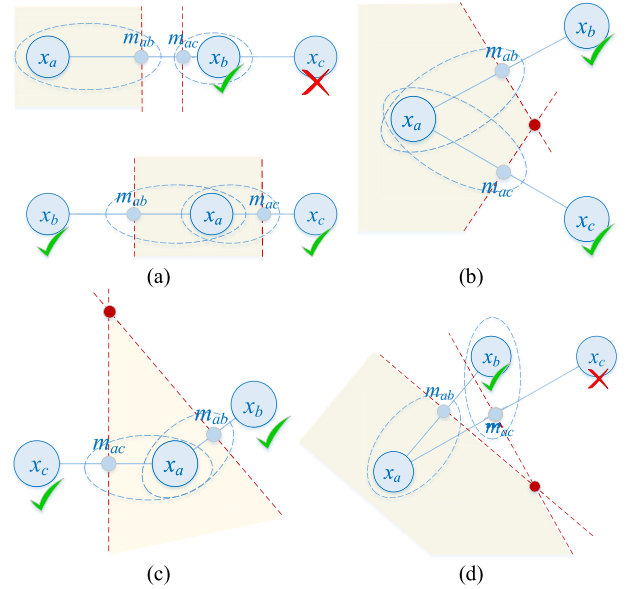 x_a m_ab m_ac x_b x_c
x_b m_ab x_a m_ac x_c
(a)
x_b
m_ab
x_a
m_ac
x_c
(b)
x_b
m_ab
x_c m_ac x_a
(c)
x_b x_c
m_ab
m_ac
x_a
(d)